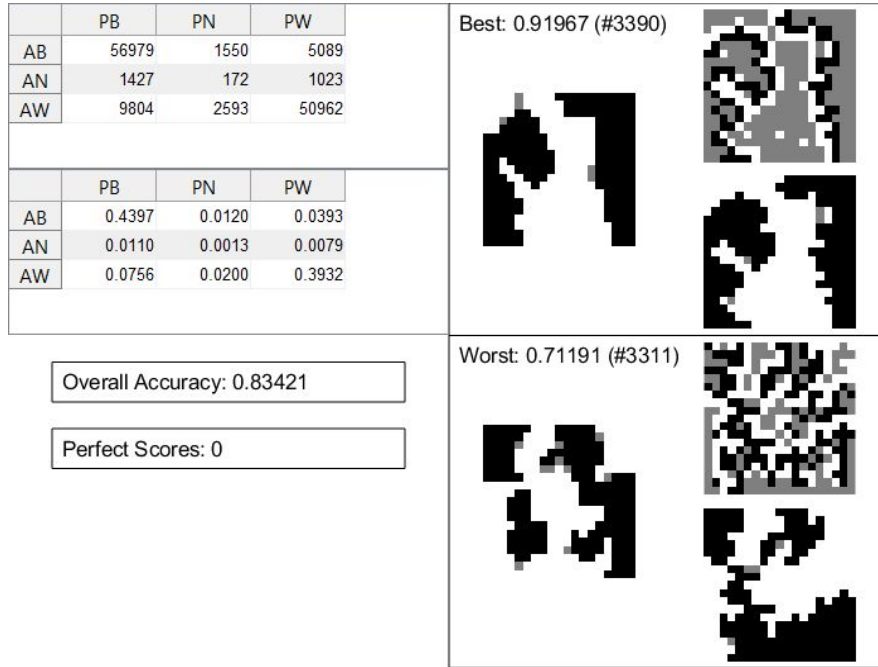 PB PN PW
AB 56979 1550 5089
AN 1427 172 1023
AW 9804 2593 50962
PB PN PW
AB 0.4397 0.0120 0.0393
AN 0.0110 0.0013 0.0079
AW 0.0756 0.0200 0.3932
Overall Accuracy: 0.83421
Perfect Scores: 0
Best: 0.91967 (#3390)
Worst: 0.71191 (#3311)